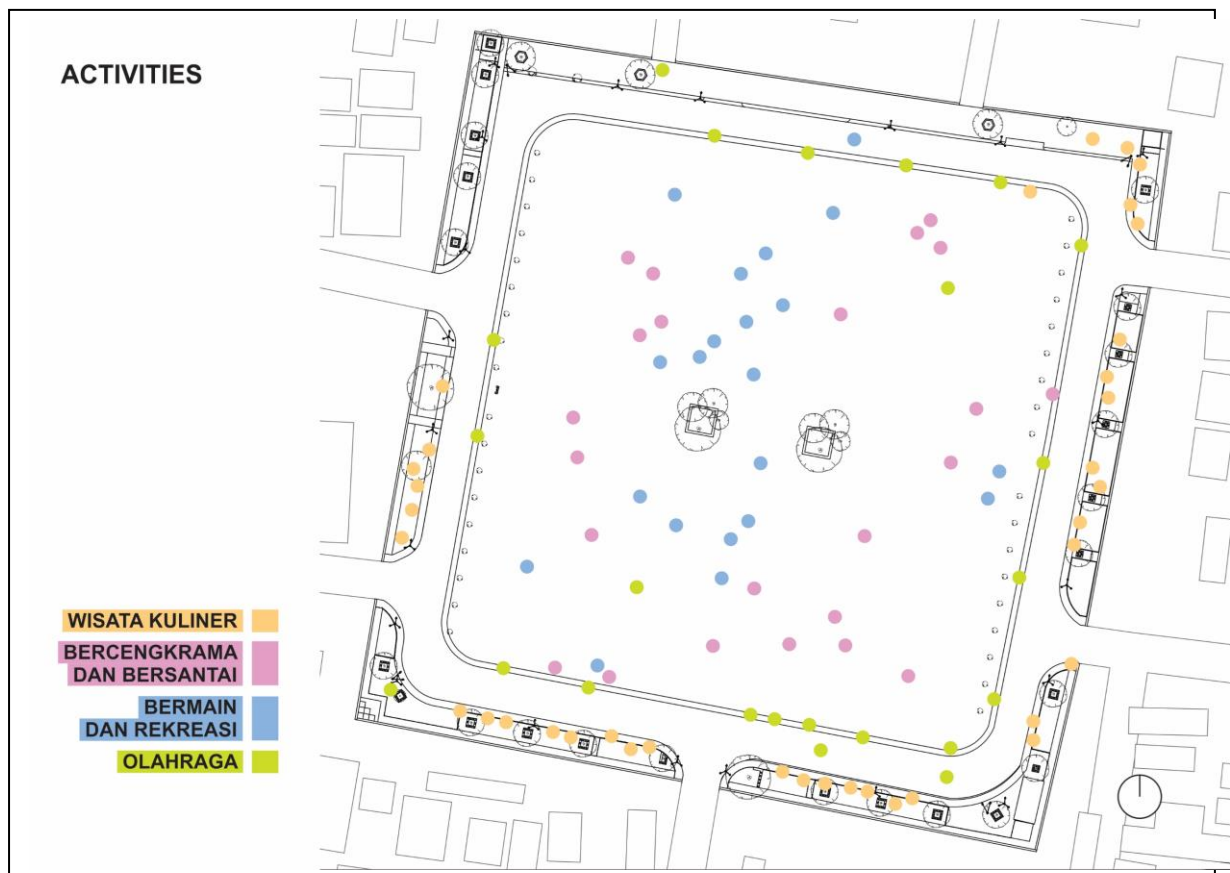 ACTIVITIES
WISATA KULINER
BERCENGKRAMA
DAN BERSANTAI
BERMAIN
DAN REKREASI
OLAHRAGA